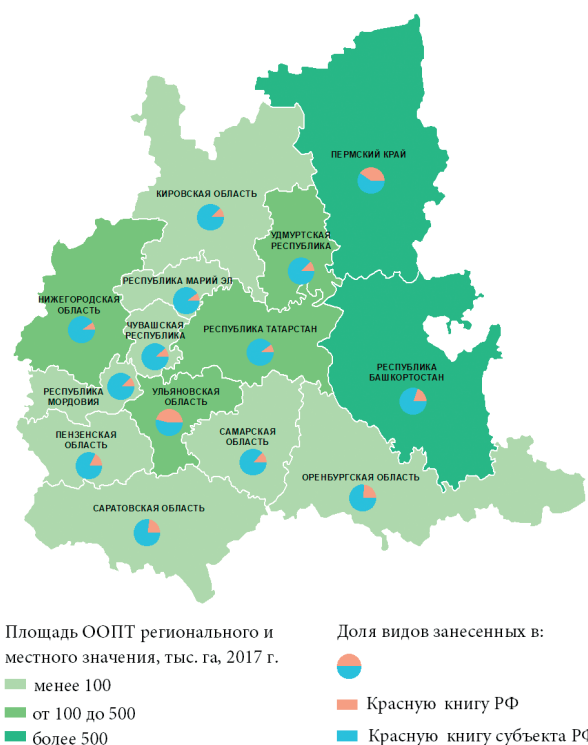 ПЕРМСКИЙ КРАЙ
КИРОВСКАЯ ОБЛАСТЬ
УДМУРТСКАЯ
РЕСПУБЛИКА
РЕСПУБЛИКА МАРИЙ ЭЛ
НИЖЕГОРОДСКАЯ
ОБЛАСТЬ
ЧУВАШСКАЯ
РЕСПУБЛИКА
РЕСПУБЛИКА ТАТАРСТАН
РЕСПУБЛИКА
БАШКОРТОСТАН
РЕСПУБЛИКА
МОРДОВИЯ
УЛЬЯНОВСКАЯ
ОБЛАСТЬ
ПЕНЗЕНСКАЯ
ОБЛАСТЬ
САМАРСКАЯ
ОБЛАСТЬ
ОРЕНБУРГСКАЯ ОБЛАСТЬ
САРАТОВСКАЯ ОБЛАСТЬ
Площадь ООПТ регионального и
местного значения, тыс. га, 2017 г.
менее 100
от 100 до 500
более 500
Доля видов занесенных в:
Красную книгу РФ
Красную книгу субъекта РФ